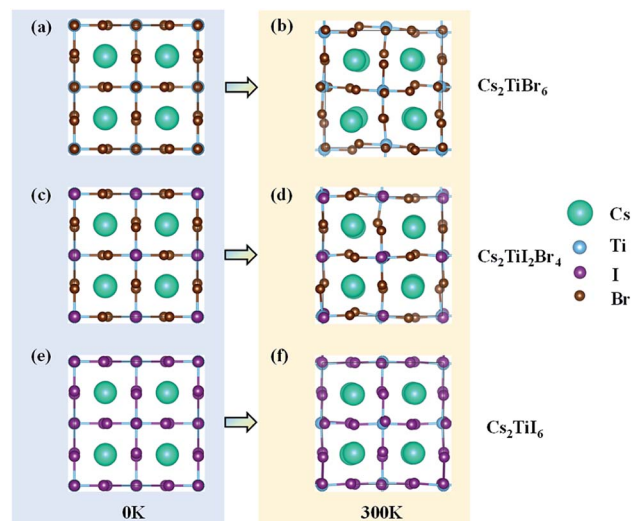 (a)
(b)
Cs₂TiBr₆
(c)
(d)
Cs₂TiI₂Br₄
Cs
Ti
I
Br
(e)
(f)
Cs₂TiI₆
0K
300K